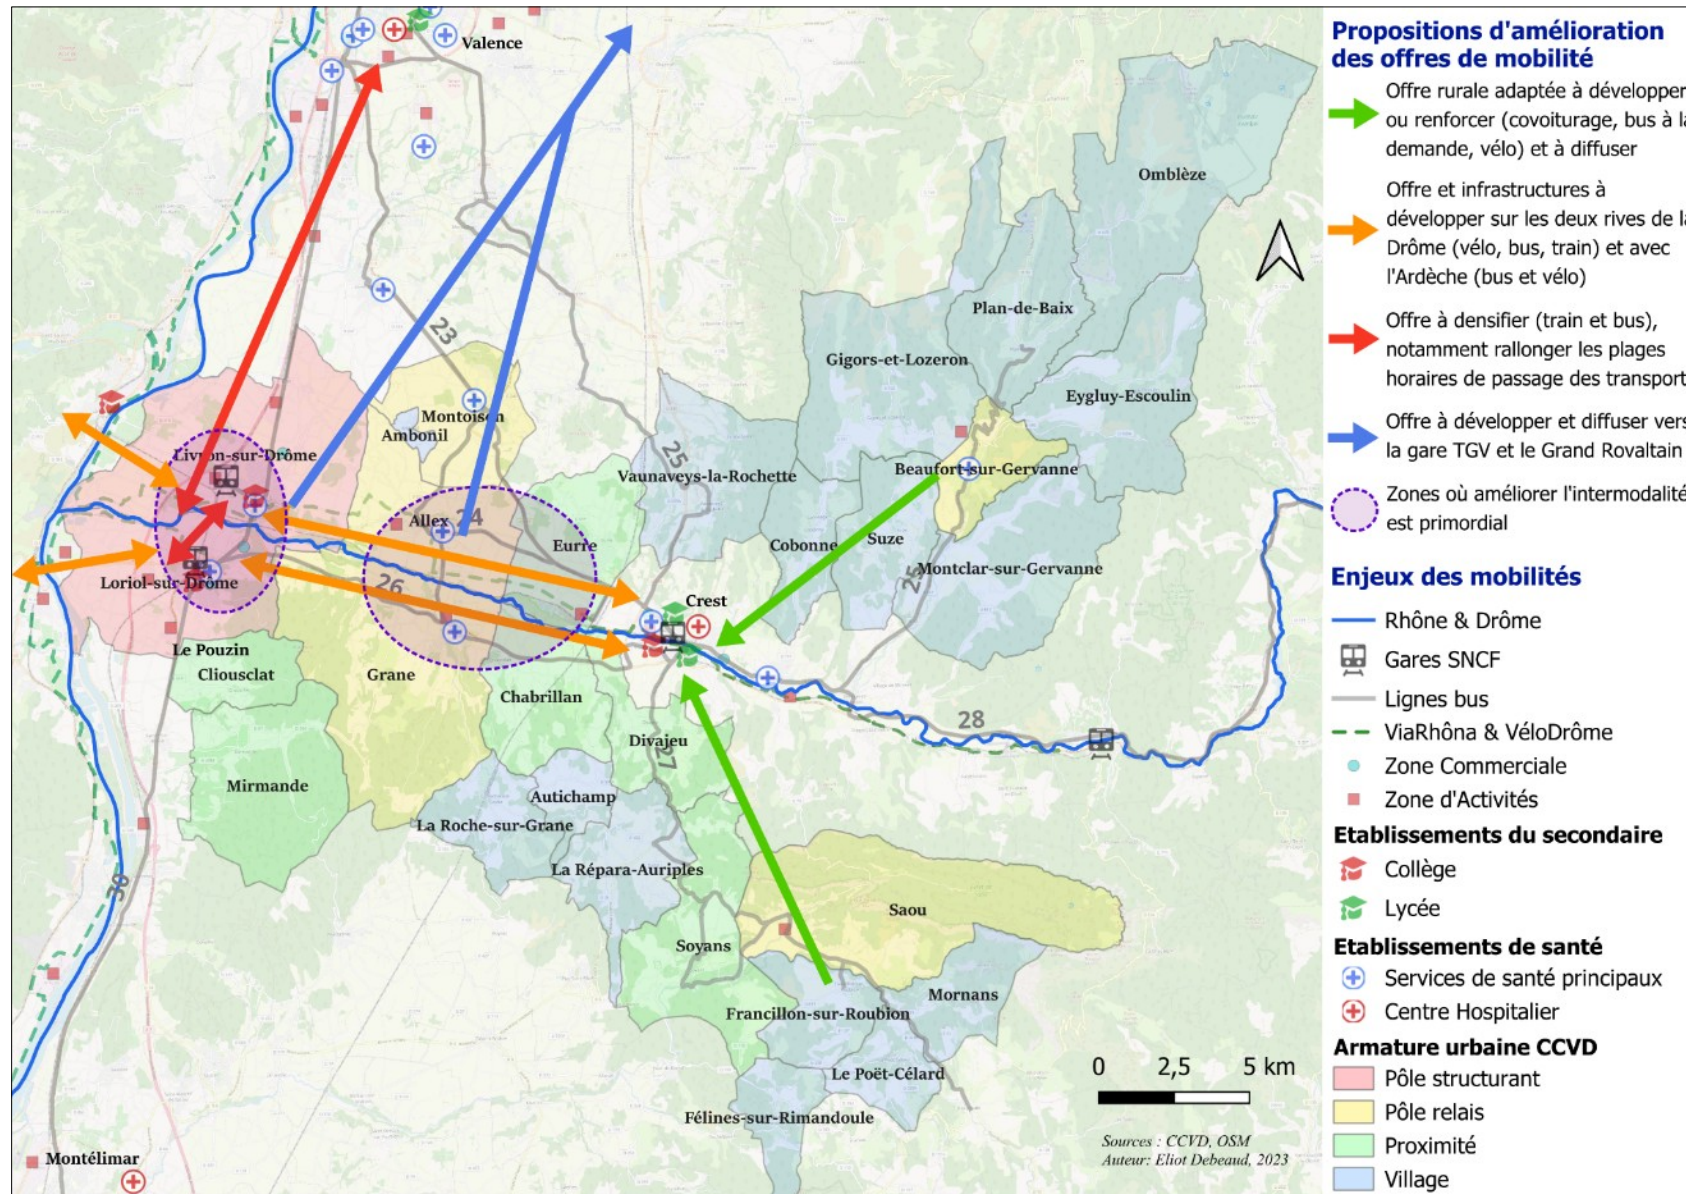 Valence
Omblèze
23
Plan-de-Baix
Gigors-et-Lozeron
Eygluy-Escoulin
Montoison
Ambonil
Livron-sur-Drôme
25
Vaunaveys-la-Rochette
Beaufort-sur-Gervanne
Allex
24
Eurre
Cobonne
Suze
Montclar-sur-Gervanne
25
Loriol-sur-Drôme
26
Crest
Le Pouzin
Cliousclat
Grane
Chabrillan
28
Divajeu
27
Mirmande
Autichamp
La Roche-sur-Grane
La Répara-Auriples
30
Saou
Soyans
Mornans
Francillon-sur-Roubion
Le Poët-Célard
Félines-sur-Rimandoule
Montélimar
0 2,5 5 km
Sources : CCVD, OSM
Auteur: Eliot Debeaud, 2023
Propositions d'amélioration
des offres de mobilité
Offre rurale adaptée à développer
ou renforcer (covoiturage, bus à la
demande, vélo) et à diffuser
Offre et infrastructures à
développer sur les deux rives de la
Drôme (vélo, bus, train) et avec
l'Ardèche (bus et vélo)
Offre à densifier (train et bus),
notamment rallonger les plages
horaires de passage des transport
Offre à développer et diffuser vers
la gare TGV et le Grand Rovaltain
Zones où améliorer l'intermodalité
est primordial
Enjeux des mobilités
Rhône & Drôme
Gares SNCF
Lignes bus
ViaRhôna & VéloDrôme
Zone Commerciale
Zone d'Activités
Etablissements du secondaire
Collège
Lycée
Etablissements de santé
Services de santé principaux
Centre Hospitalier
Armature urbaine CCVD
Pôle structurant
Pôle relais
Proximité
Village